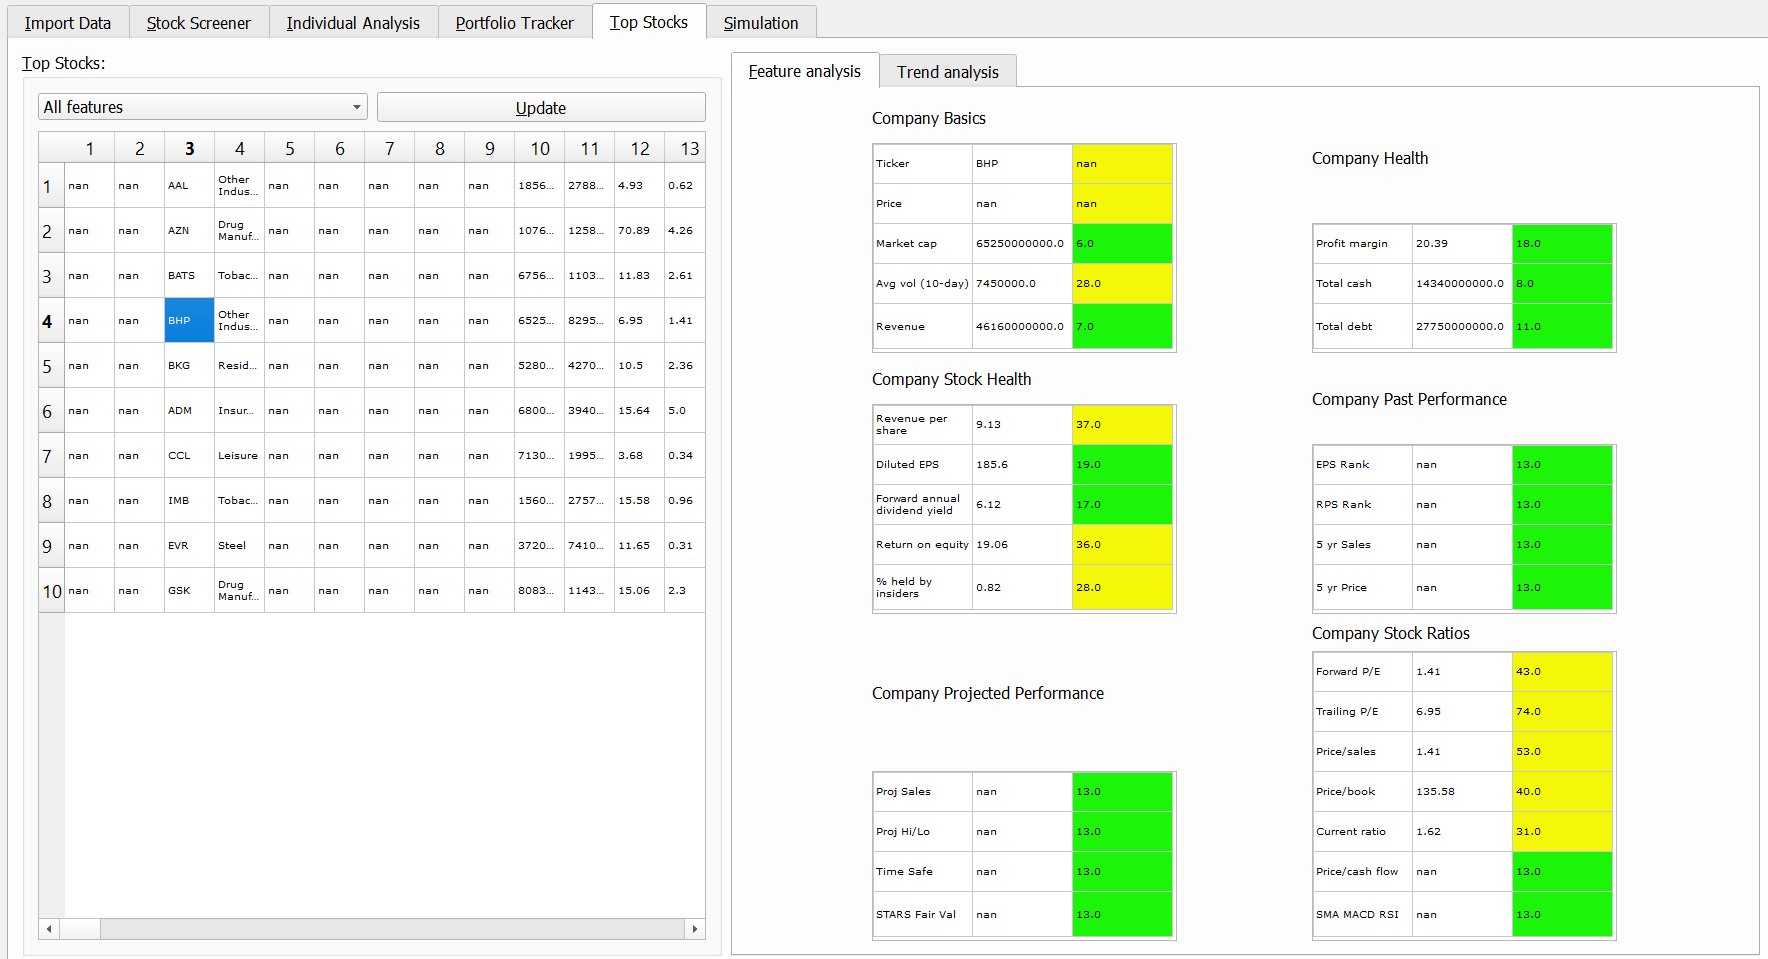 Import Data Stock Screener Individual Analysis Portfolio Tracker Top Stocks Simulation
Top Stocks:
All features Update
1 2 3 4 5 6 7 8 9 10 11 12 13
1 nan nan AAL Other Indus... nan nan nan nan nan 1856... 2788... 4.93 0.62
2 nan nan AZN Drug Manuf... nan nan nan nan nan 1076... 1258... 70.89 4.26
3 nan nan BATS Tobac... nan nan nan nan nan 6756... 1103... 11.83 2.61
4 nan nan BHP Other Indus... nan nan nan nan nan 6525... 8295... 6.95 1.41
5 nan nan BKG Resid... nan nan nan nan nan 5280... 4270... 10.5 2.36
6 nan nan ADM Insur... nan nan nan nan nan 6800... 3940... 15.64 5.0
7 nan nan CCL Leisure nan nan nan nan nan 7130... 1995... 3.68 0.34
8 nan nan IMB Tobac... nan nan nan nan nan 1560... 2757... 15.58 0.96
9 nan nan EVR Steel nan nan nan nan nan 3720... 7410... 11.65 0.31
10 nan nan GSK Drug Manuf... nan nan nan nan nan 8083... 1143... 15.06 2.3
Feature analysis Trend analysis
Company Basics
Ticker BHP nan
Price nan nan
Market cap 65250000000.0 6.0
Avg vol (10-day) 7450000.0 28.0
Revenue 46160000000.0 7.0
Company Health
Profit margin 20.39 18.0
Total cash 14340000000.0 8.0
Total debt 27750000000.0 11.0
Company Stock Health
Revenue per share 9.13 37.0
Diluted EPS 185.6 19.0
Forward annual dividend yield 6.12 17.0
Return on equity 19.06 36.0
% held by insiders 0.82 28.0
Company Past Performance
EPS Rank nan 13.0
RPS Rank nan 13.0
5 yr Sales nan 13.0
5 yr Price nan 13.0
Company Projected Performance
Proj Sales nan 13.0
Proj Hi/Lo nan 13.0
Time Safe nan 13.0
STARS Fair Val nan 13.0
Company Stock Ratios
Forward P/E 1.41 43.0
Trailing P/E 6.95 74.0
Price/sales 1.41 53.0
Price/book 135.58 40.0
Current ratio 1.62 31.0
Price/cash flow nan 13.0
SMA MACD RSI nan 13.0